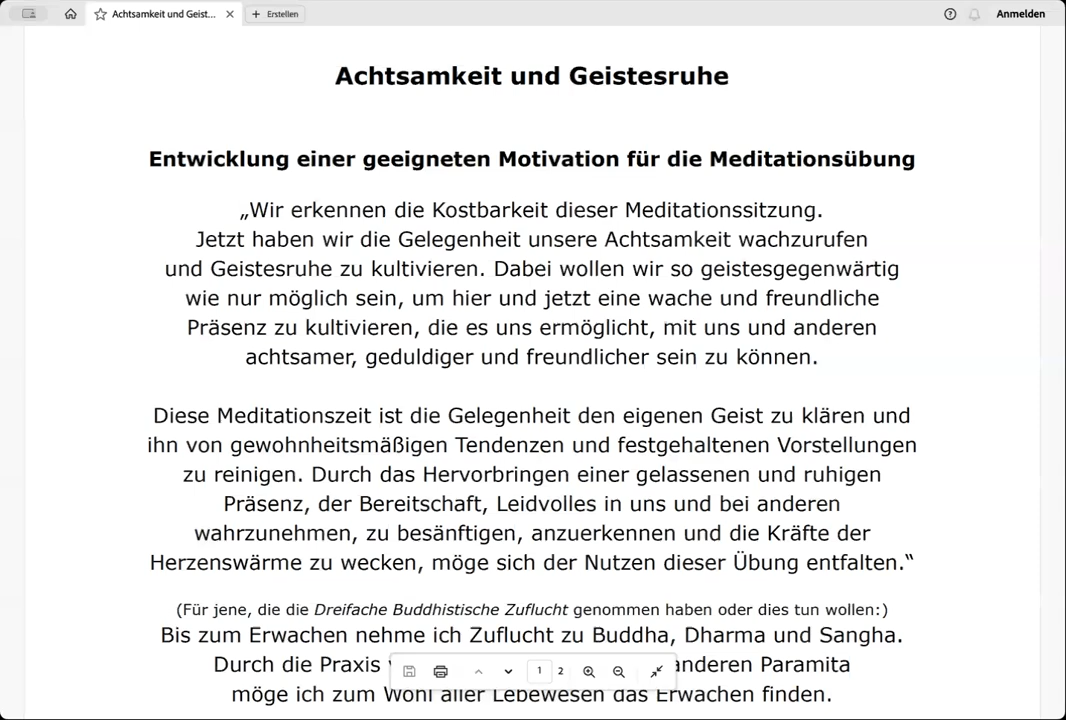 Achtsamkeit und Geist...
Erstellen
Anmelden
Achtsamkeit und Geistesruhe
Entwicklung einer geeigneten Motivation für die Meditationsübung
„Wir erkennen die Kostbarkeit dieser Meditationssitzung.
Jetzt haben wir die Gelegenheit unsere Achtsamkeit wachzurufen
und Geistesruhe zu kultivieren. Dabei wollen wir so geistesgegenwärtig
wie nur möglich sein, um hier und jetzt eine wache und freundliche
Präsenz zu kultivieren, die es uns ermöglicht, mit uns und anderen
achtsamer, geduldiger und freundlicher sein zu können.
Diese Meditationszeit ist die Gelegenheit den eigenen Geist zu klären und
ihn von gewohnheitsmäßigen Tendenzen und festgehaltenen Vorstellungen
zu reinigen. Durch das Hervorbringen einer gelassenen und ruhigen
Präsenz, der Bereitschaft, Leidvolles in uns und bei anderen
wahrzunehmen, zu besänftigen, anzuerkennen und die Kräfte der
Herzenswärme zu wecken, möge sich der Nutzen dieser Übung entfalten.“
(Für jene, die die Dreifache Buddhistische Zuflucht genommen haben oder dies tun wollen:)
Bis zum Erwachen nehme ich Zuflucht zu Buddha, Dharma und Sangha.
Durch die Praxis anderen Paramita
1 2
möge ich zum Wohl aller Lebewesen das Erwachen finden.